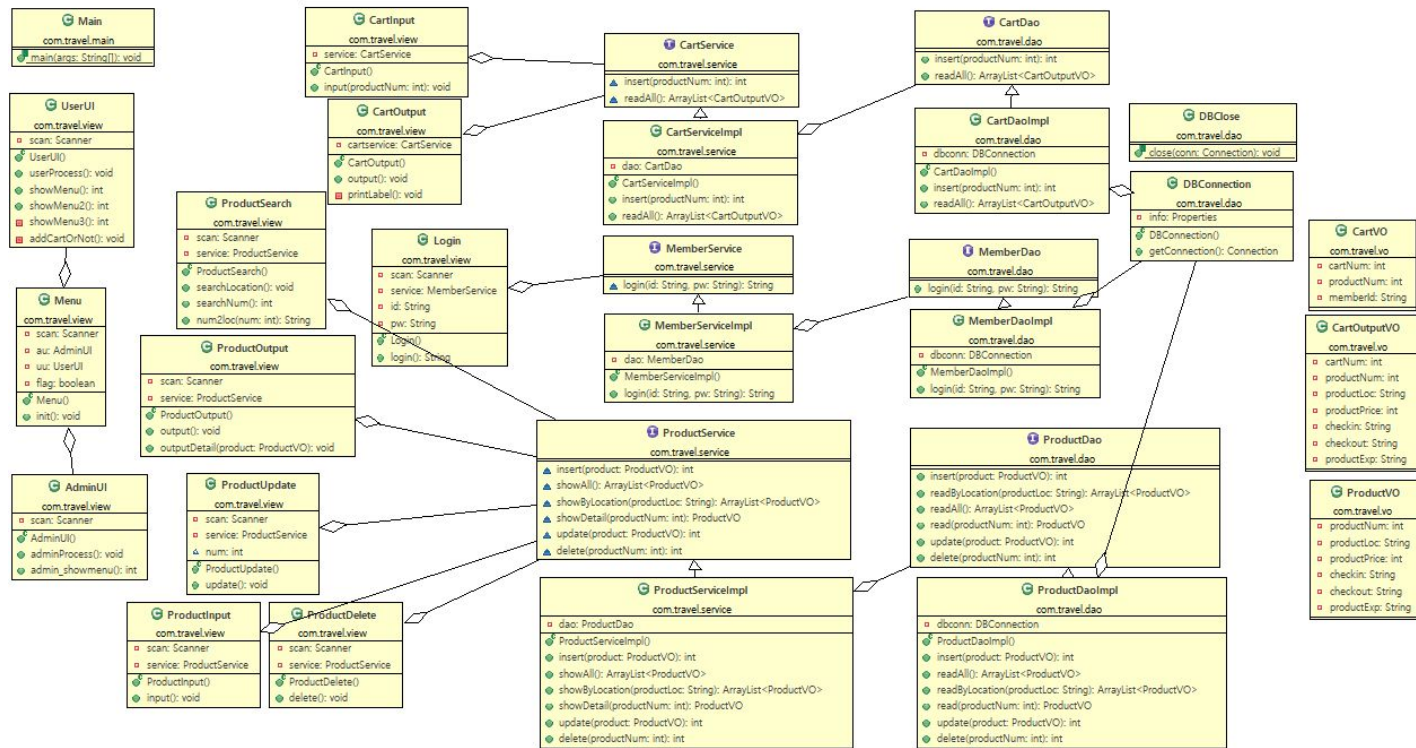 Main
com.travel.main
main(args: String[]): void
UserUI
com.travel.view
scan: Scanner
UserUI()
userProcess(): void
showMenu(): int
showMenu2(): int
showMenu3(): int
addCartOrNot(): void
Menu
com.travel.view
scan: Scanner
au: AdminUI
uu: UserUI
flag: boolean
Menu()
init(): void
AdminUI
com.travel.view
scan: Scanner
AdminUI()
adminProcess(): void
admin_showmenu(): int
CartInput
com.travel.view
service: CartService
CartInput()
input(productNum: int): void
CartOutput
com.travel.view
cartservice: CartService
CartOutput()
output(): void
printLabel(): void
ProductSearch
com.travel.view
scan: Scanner
service: ProductService
ProductSearch()
searchLocation(): void
searchNum(): int
num2loc(num: int): String
Login
com.travel.view
scan: Scanner
service: MemberService
id: String
pw: String
Login()
login(): String
ProductOutput
com.travel.view
scan: Scanner
service: ProductService
ProductOutput()
output(): void
outputDetail(product: ProductVO): void
ProductUpdate
com.travel.view
scan: Scanner
service: ProductService
num: int
ProductUpdate()
update(): void
ProductInput
com.travel.view
scan: Scanner
service: ProductService
ProductInput()
input(): void
ProductDelete
com.travel.view
scan: Scanner
service: ProductService
ProductDelete()
delete(): void
CartService
com.travel.service
insert(productNum: int): int
readAll(): ArrayList<CartOutputVO>
CartServiceImpl
com.travel.service
dao: CartDao
CartServiceImpl()
insert(productNum: int): int
readAll(): ArrayList<CartOutputVO>
MemberService
com.travel.service
login(id: String, pw: String): String
MemberServiceImpl
com.travel.service
dao: MemberDao
MemberServiceImpl()
login(id: String, pw: String): String
ProductService
com.travel.service
insert(product: ProductVO): int
showAll(): ArrayList<ProductVO>
showByLocation(productLoc: String): ArrayList<ProductVO>
showDetail(productNum: int): ProductVO
update(product: ProductVO): int
delete(productNum: int): int
ProductServiceImpl
com.travel.service
dao: ProductDao
ProductServiceImpl()
insert(product: ProductVO): int
showAll(): ArrayList<ProductVO>
showByLocation(productLoc: String): ArrayList<ProductVO>
showDetail(productNum: int): ProductVO
update(product: ProductVO): int
delete(productNum: int): int
CartDao
com.travel.dao
insert(productNum: int): int
readAll(): ArrayList<CartOutputVO>
CartDaoImpl
com.travel.dao
dbconn: DBConnection
CartDaoImpl()
insert(productNum: int): int
readAll(): ArrayList<CartOutputVO>
MemberDao
com.travel.dao
login(id: String, pw: String): String
MemberDaoImpl
com.travel.dao
dbconn: DBConnection
MemberDaoImpl()
login(id: String, pw: String): String
ProductDao
com.travel.dao
insert(product: ProductVO): int
readByLocation(productLoc: String): ArrayList<ProductVO>
readAll(): ArrayList<ProductVO>
read(productNum: int): ProductVO
update(product: ProductVO): int
delete(productNum: int): int
ProductDaoImpl
com.travel.dao
dbconn: DBConnection
ProductDaoImpl()
insert(product: ProductVO): int
readAll(): ArrayList<ProductVO>
readByLocation(productLoc: String): ArrayList<ProductVO>
read(productNum: int): ProductVO
update(product: ProductVO): int
delete(productNum: int): int
DBClose
com.travel.dao
close(conn: Connection): void
DBConnection
com.travel.dao
info: Properties
DBConnection()
getConnection(): Connection
CartVO
com.travel.vo
cartNum: int
productNum: int
memberId: String
CartOutputVO
com.travel.vo
cartNum: int
productNum: int
productLoc: String
productPrice: int
checkin: String
checkout: String
productExp: String
ProductVO
com.travel.vo
productNum: int
productLoc: String
productPrice: int
checkin: String
checkout: String
productExp: String